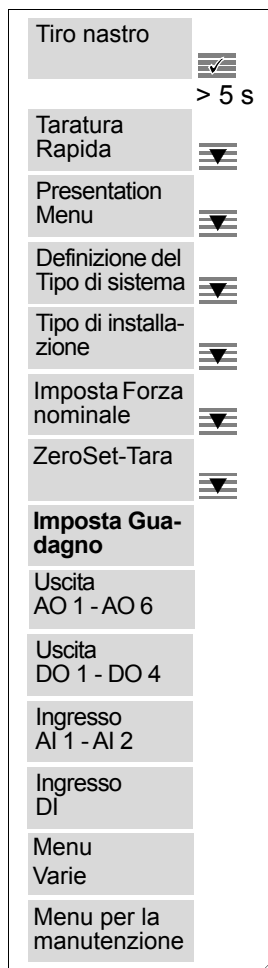 Tiro nastro
> 5 s
Taratura
Rapida
Presentation
Menu
Definizione del
Tipo di sistema
Tipo di installa-
zione
Imposta Forza
nominale
ZeroSet-Tara
Imposta Gua-
dagno
Uscita
AO 1 - AO 6
Uscita
DO 1 - DO 4
Ingresso
AI 1 - AI 2
Ingresso
DI
Menu
Varie
Menu per la
manutenzione